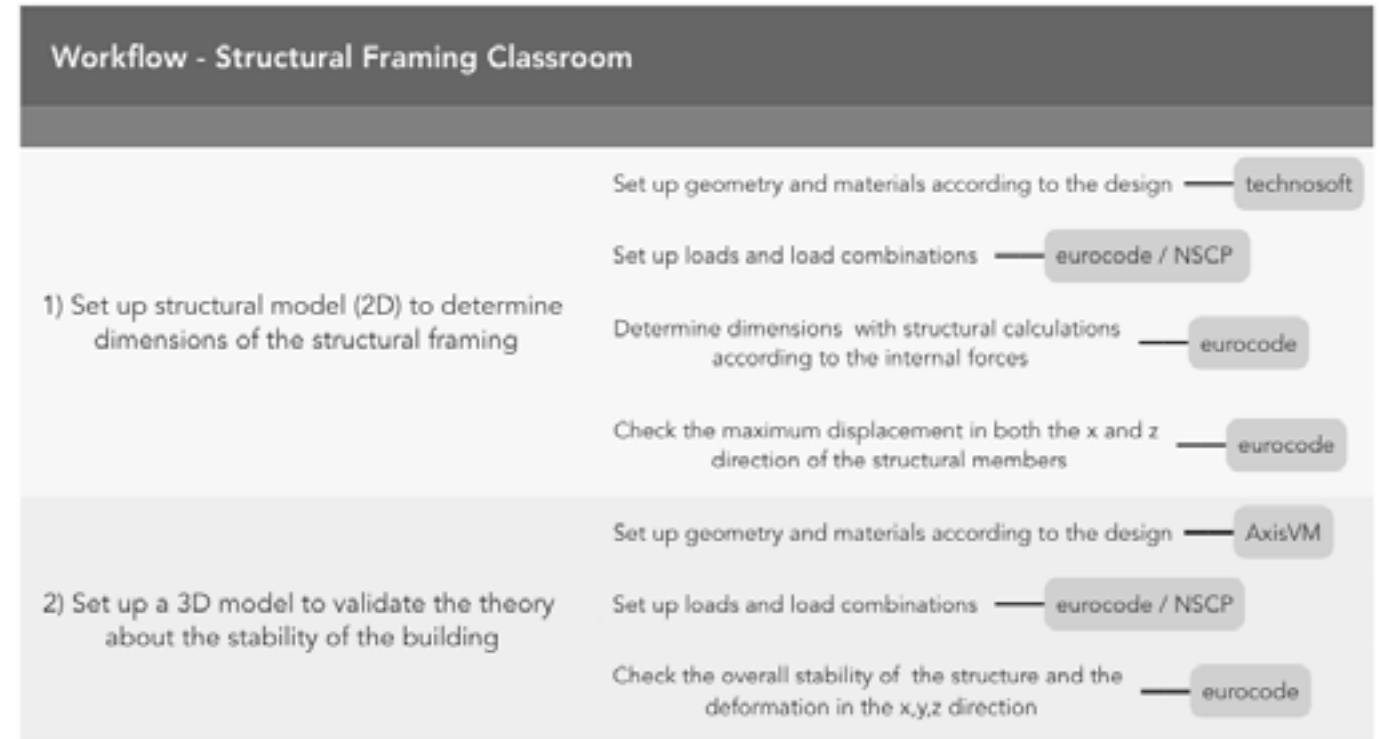 Workflow - Structural Framing Classroom
1) Set up structural model (2D) to determine
dimensions of the structural framing
Set up geometry and materials according to the design
technosoft
Set up loads and load combinations
eurocode / NSCP
Determine dimensions with structural calculations
according to the internal forces
eurocode
Check the maximum displacement in both the x and z
direction of the structural members
eurocode
2) Set up a 3D model to validate the theory
about the stability of the building
Set up geometry and materials according to the design
AxisVM
Set up loads and load combinations
eurocode / NSCP
Check the overall stability of the structure and the
deformation in the x,y,z direction
eurocode